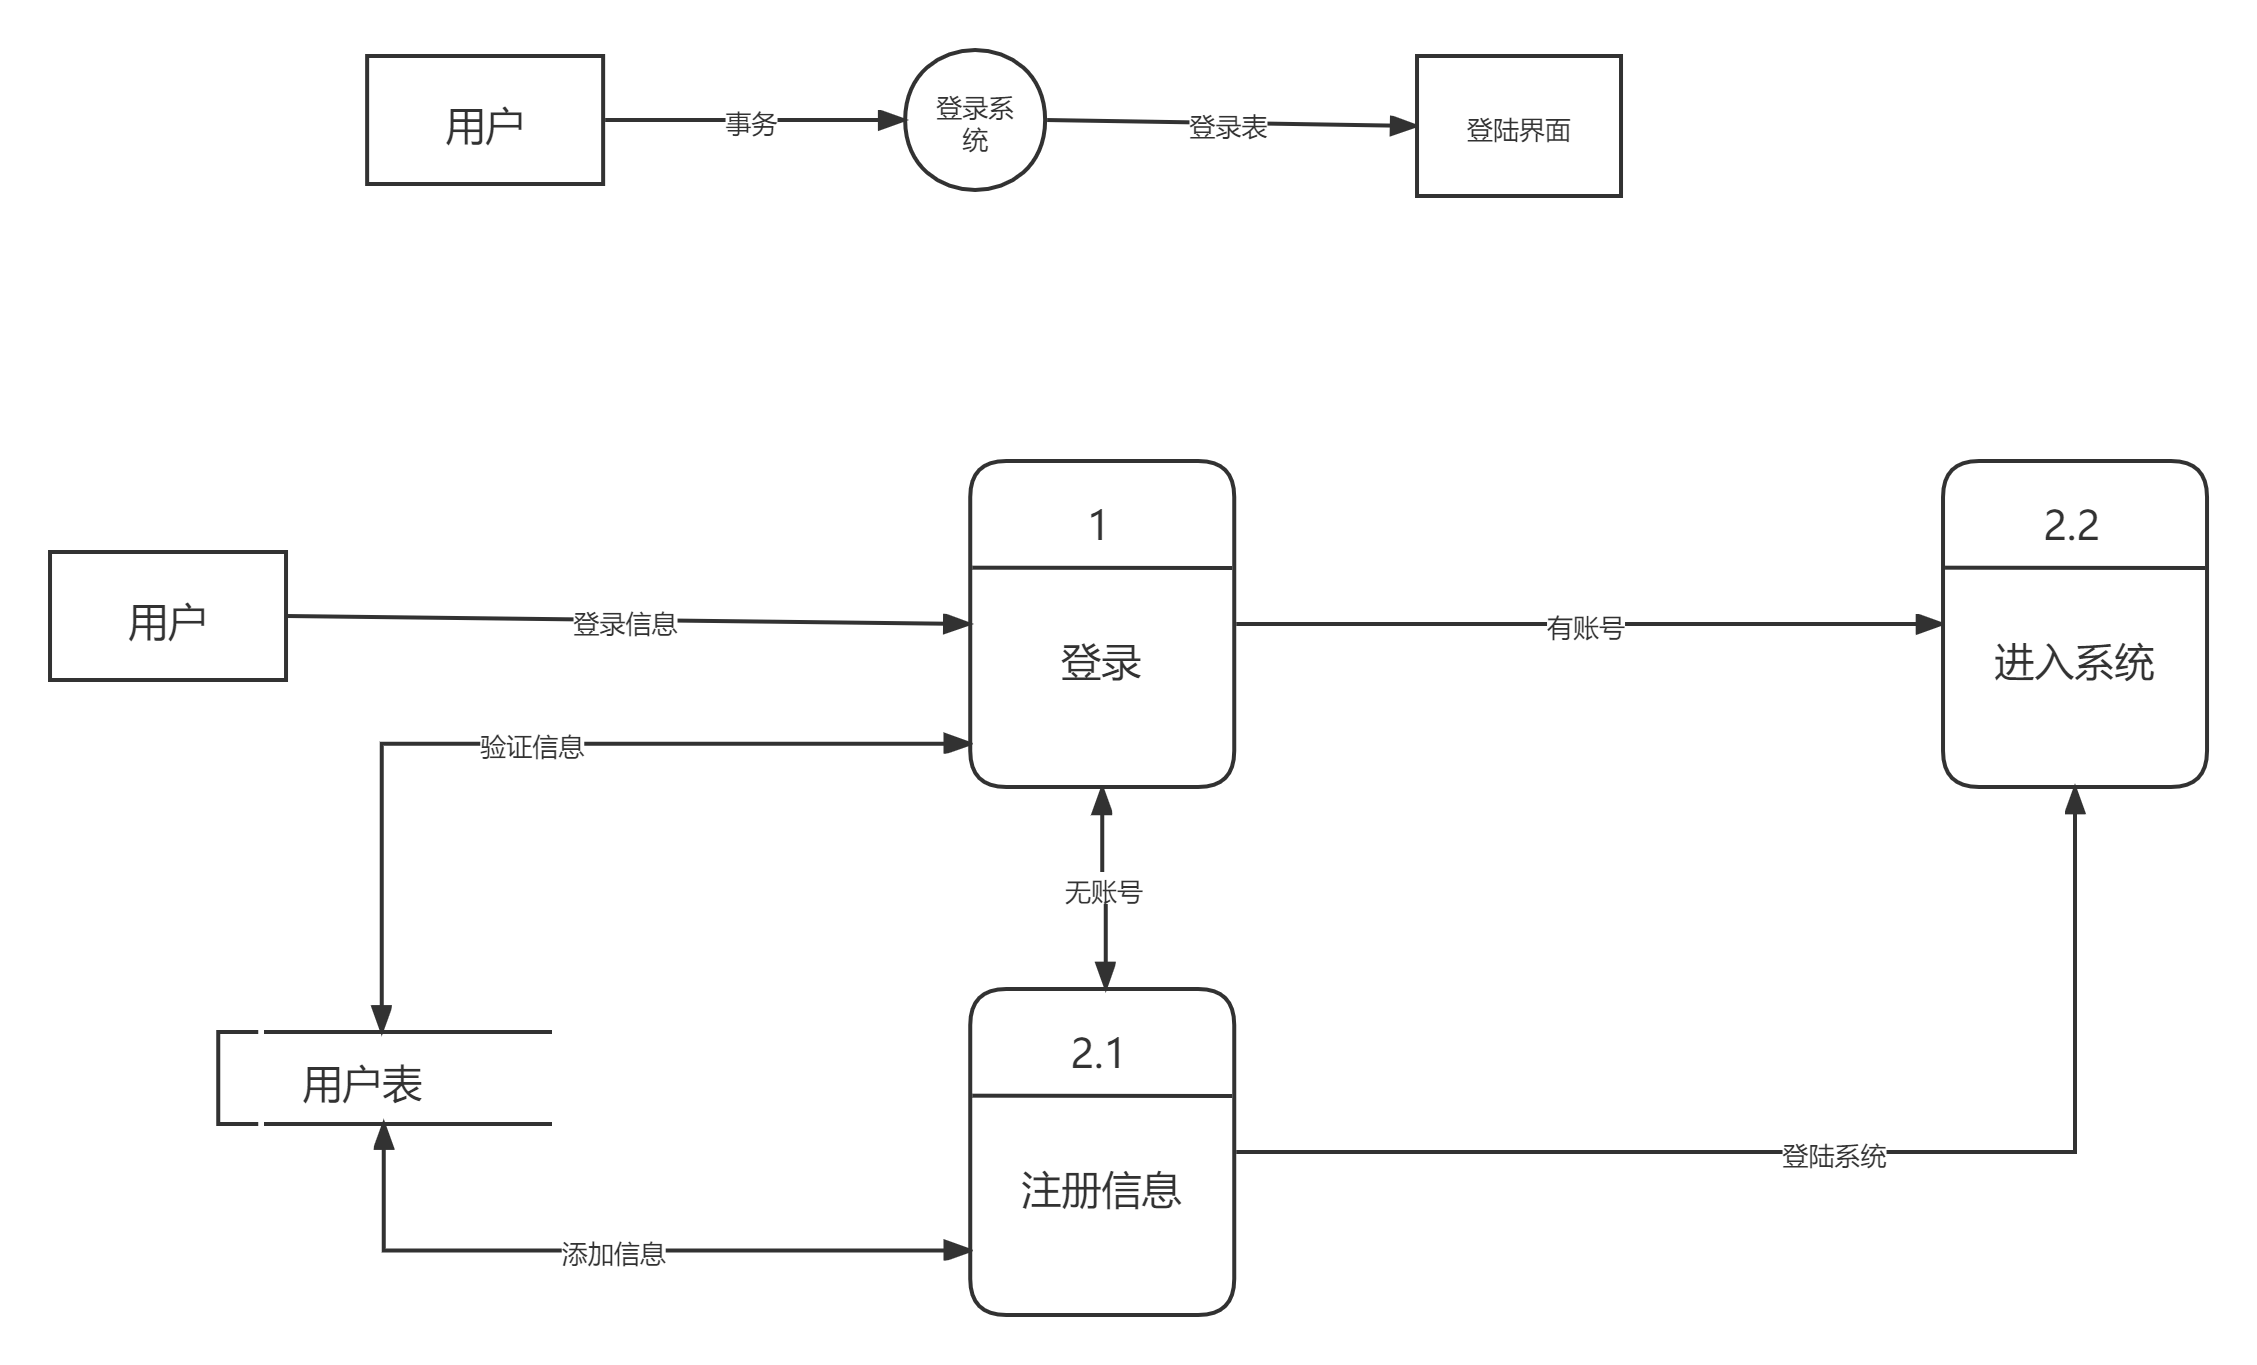 用户
事务
登录系
统
登录表
登陆界面
1
2.2
用户
登录信息
登录
有账号
进入系统
验证信息
无账号
2.1
用户表
注册信息
登陆系统
添加信息